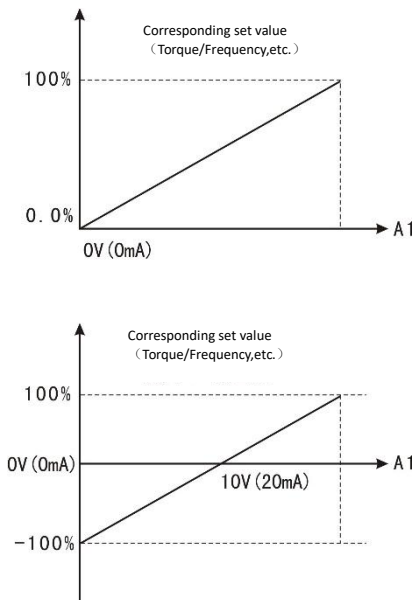 Corresponding set value
（Torque/Frequency,etc.）
100%
0.0%
A1
0V(0mA)
Corresponding set value
（Torque/Frequency,etc.）
100%
0V(0mA)
A1
10V(20mA)
-100%